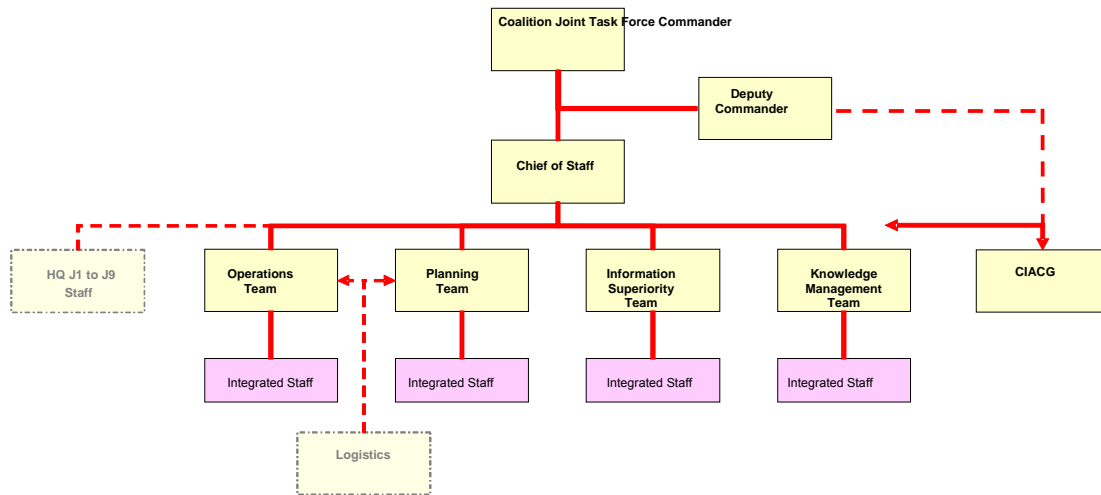 Coalition Joint Task Force Commander
Deputy
Commander
Chief of Staff
HQ J1 to J9
Staff
Operations
Team
Planning
Team
Information
Superiority
Team
Knowledge
Management
Team
CIACG
Integrated Staff
Integrated Staff
Integrated Staff
Integrated Staff
Logistics